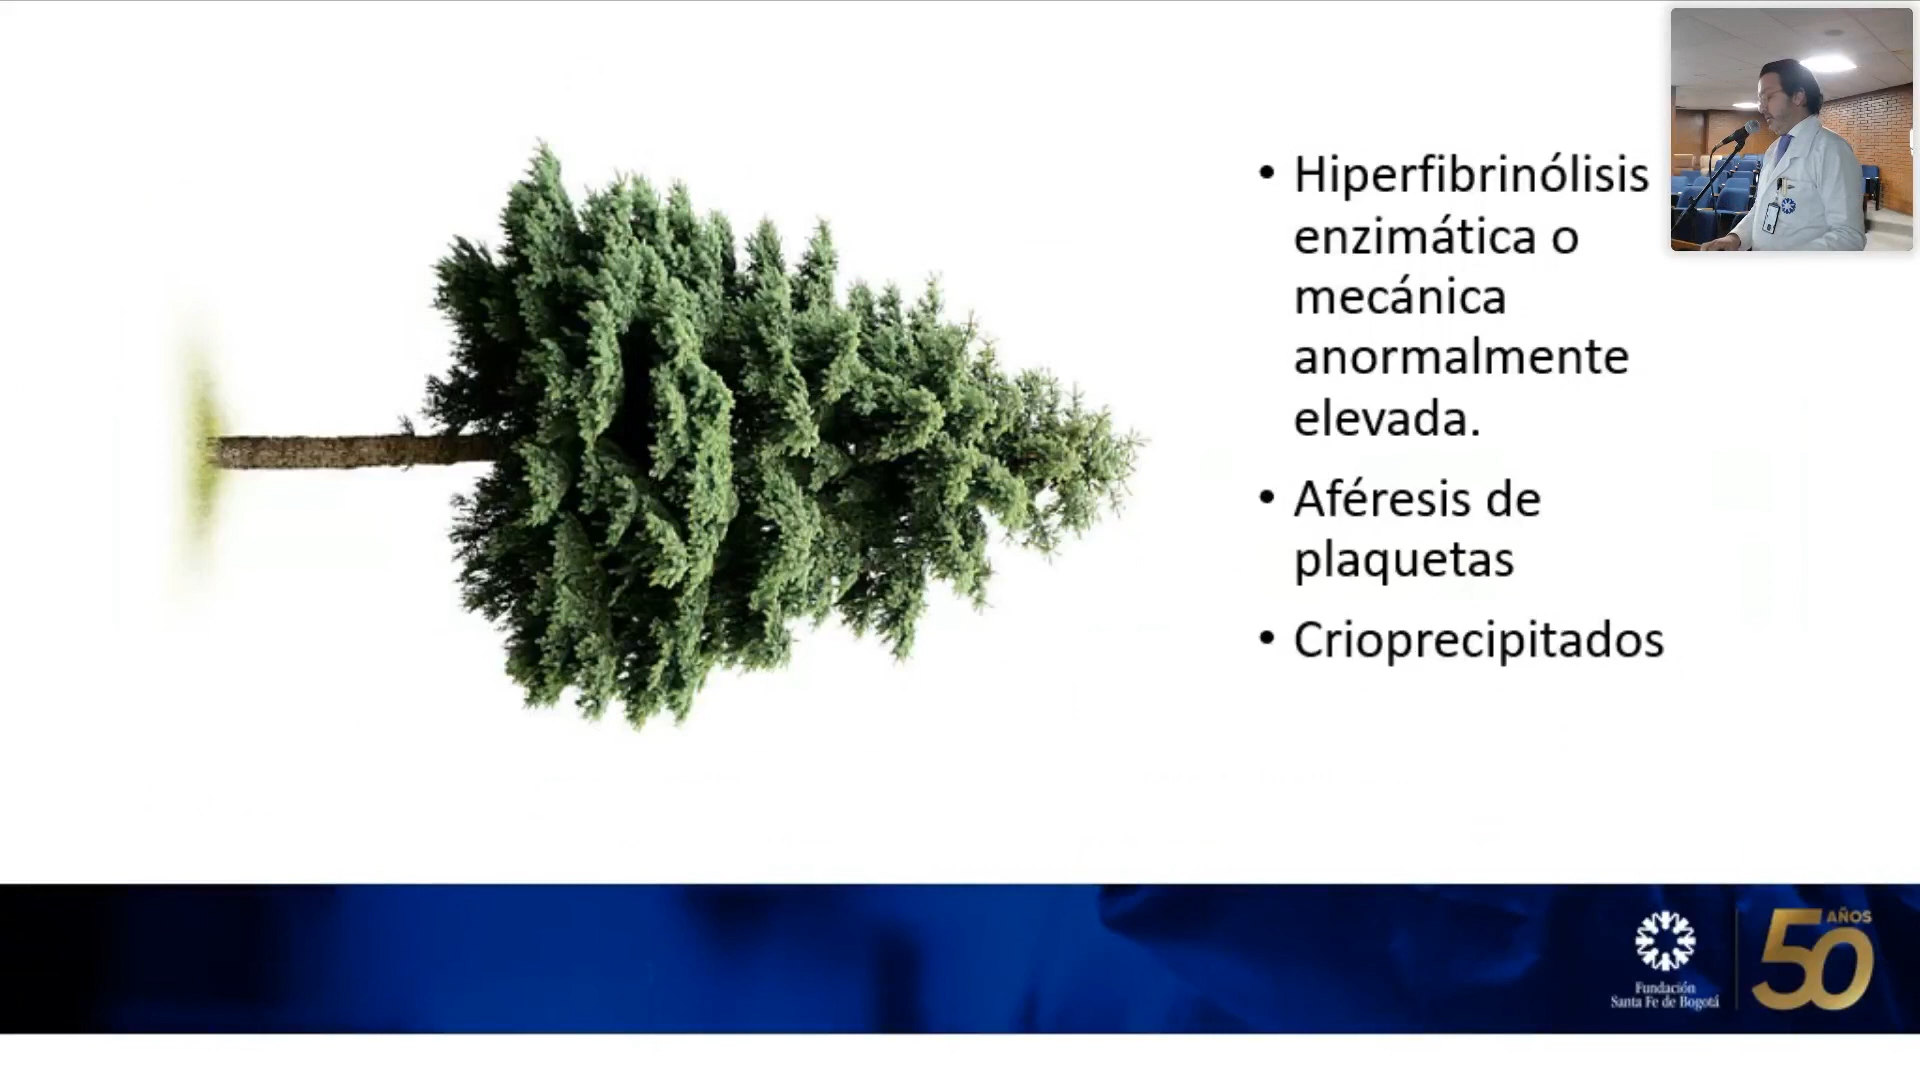 • Hiperfibrinólisis
enzimática o
mecánica
anormalmente
elevada.
• Aféresis de
plaquetas
• Crioprecipitados
Fundación
Santa Fe de Bogotá
50 AÑOS